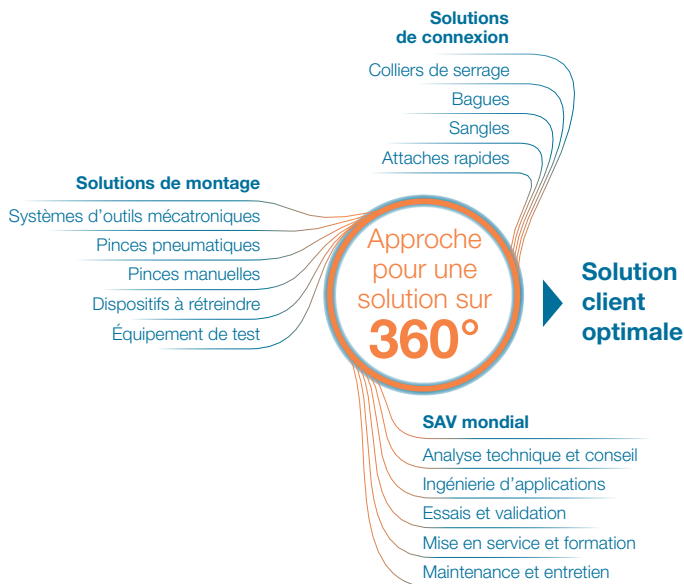 Solutions
de connexion
Colliers de serrage
Bagues
Sangles
Attaches rapides
Solutions de montage
Systèmes d’outils mécatroniques
Pinces pneumatiques
Pinces manuelles
Dispositifs à rétreindre
Équipement de test
Approche
pour une
solution sur
360°
Solution
client
optimale
SAV mondial
Analyse technique et conseil
Ingénierie d’applications
Essais et validation
Mise en service et formation
Maintenance et entretien